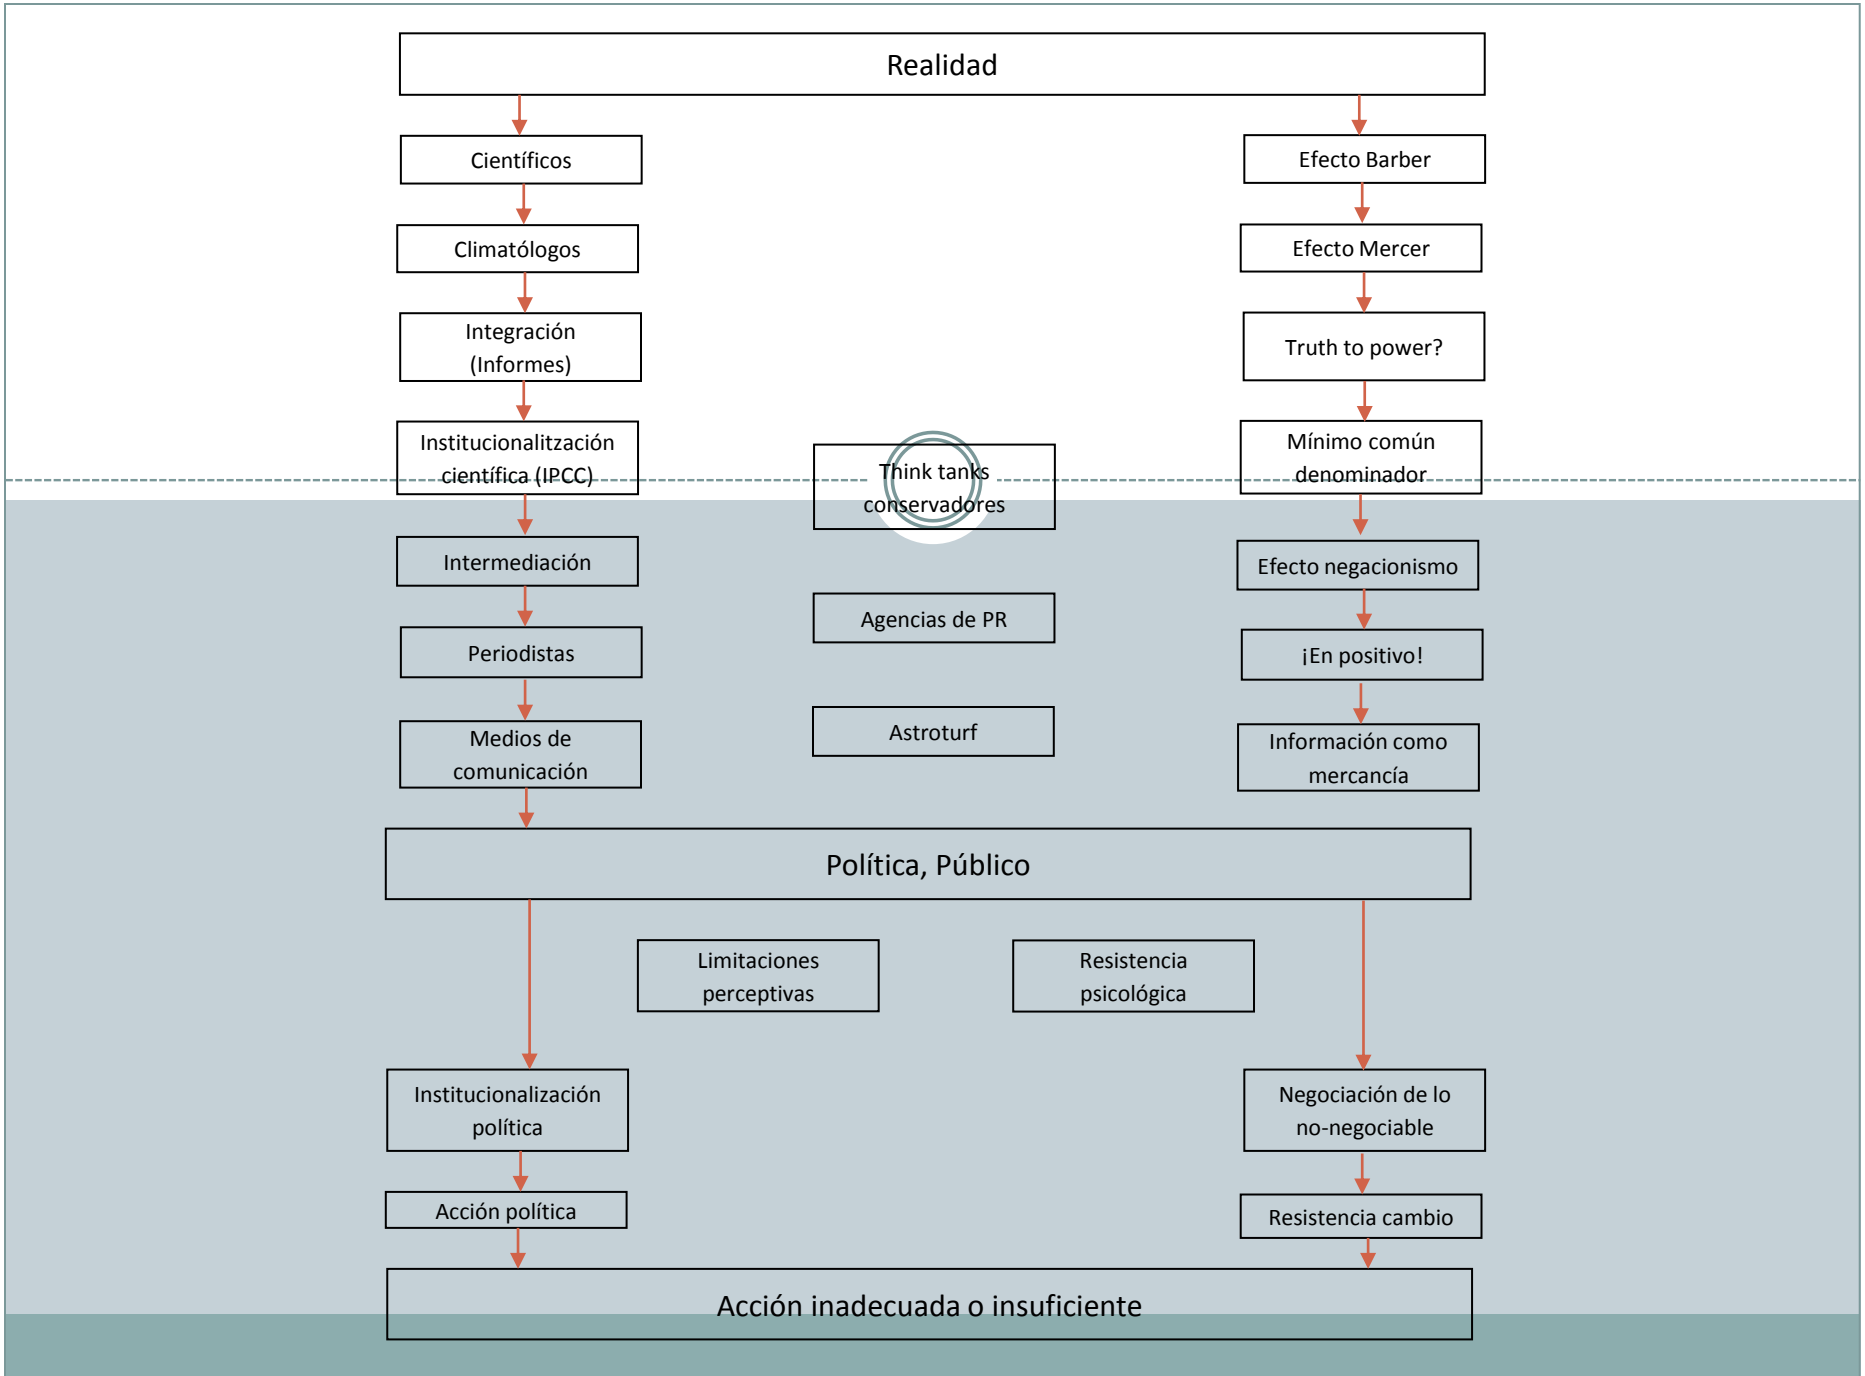 Realidad
Científicos
Efecto Barber
Climatólogos
Efecto Mercer
Integración
(Informes)
Truth to power?
Institucionalitzación
científica (IPCC)
Think tanks
conservadores
Mínimo común
denominador
Intermediación
Efecto negacionismo
Agencias de PR
Periodistas
¡En positivo!
Astroturf
Medios de
comunicación
Información como
mercancía
Política, Público
Limitaciones
perceptivas
Resistencia
psicológica
Institucionalización
política
Negociación de lo
no-negociable
Acción política
Resistencia cambio
Acción inadecuada o insuficiente